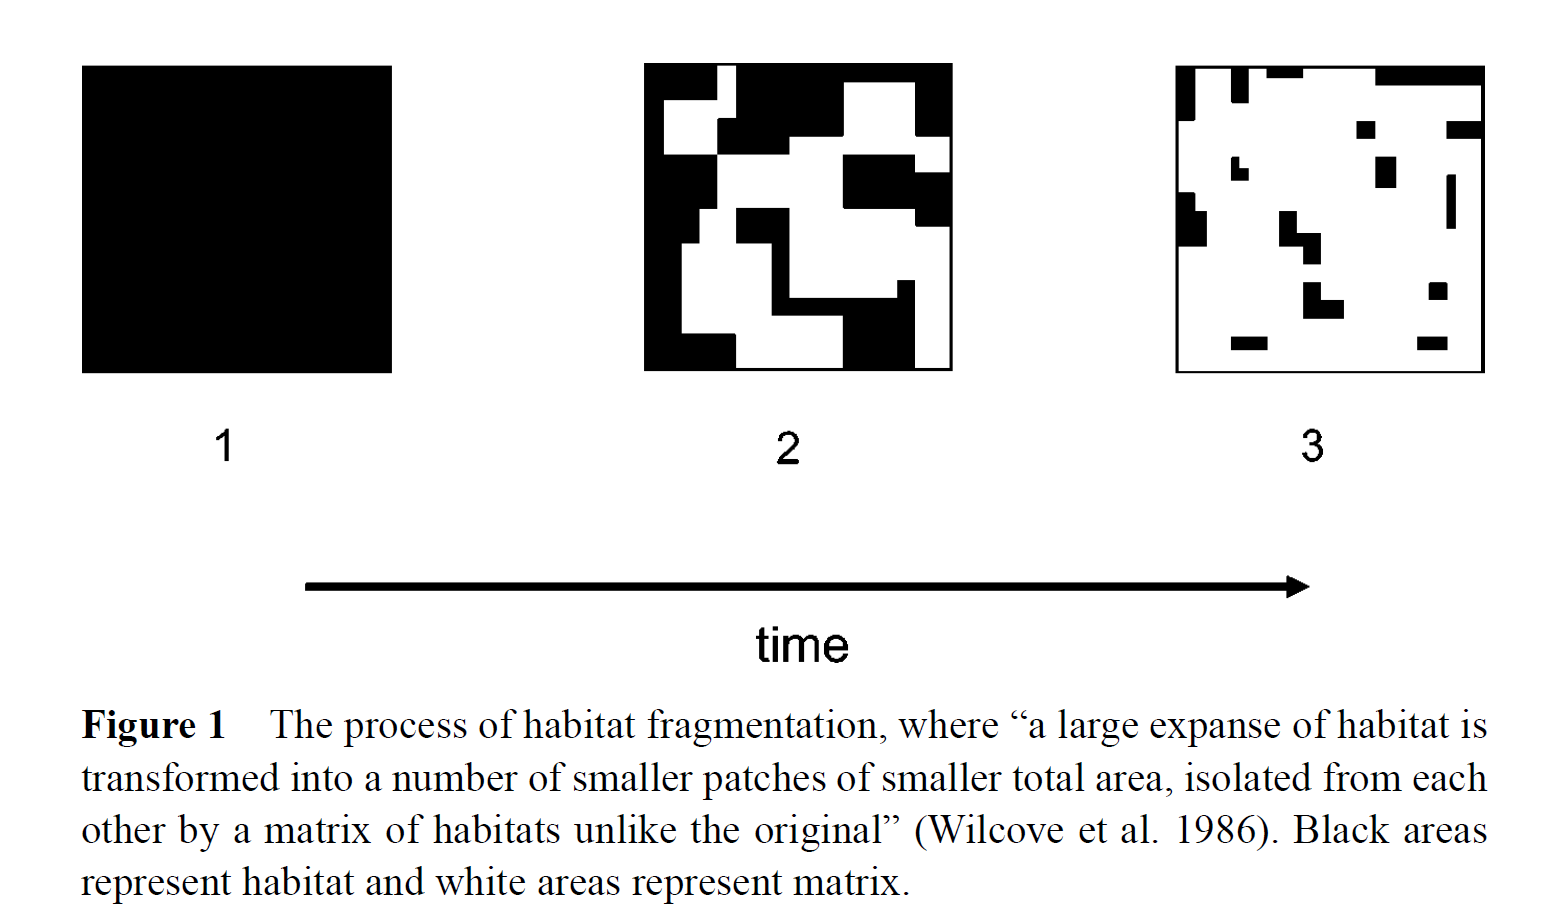 1
2
3
time
Figure 1 The process of habitat fragmentation, where “a large expanse of habitat is
transformed into a number of smaller patches of smaller total area, isolated from each
other by a matrix of habitats unlike the original” (Wilcove et al. 1986). Black areas
represent habitat and white areas represent matrix.